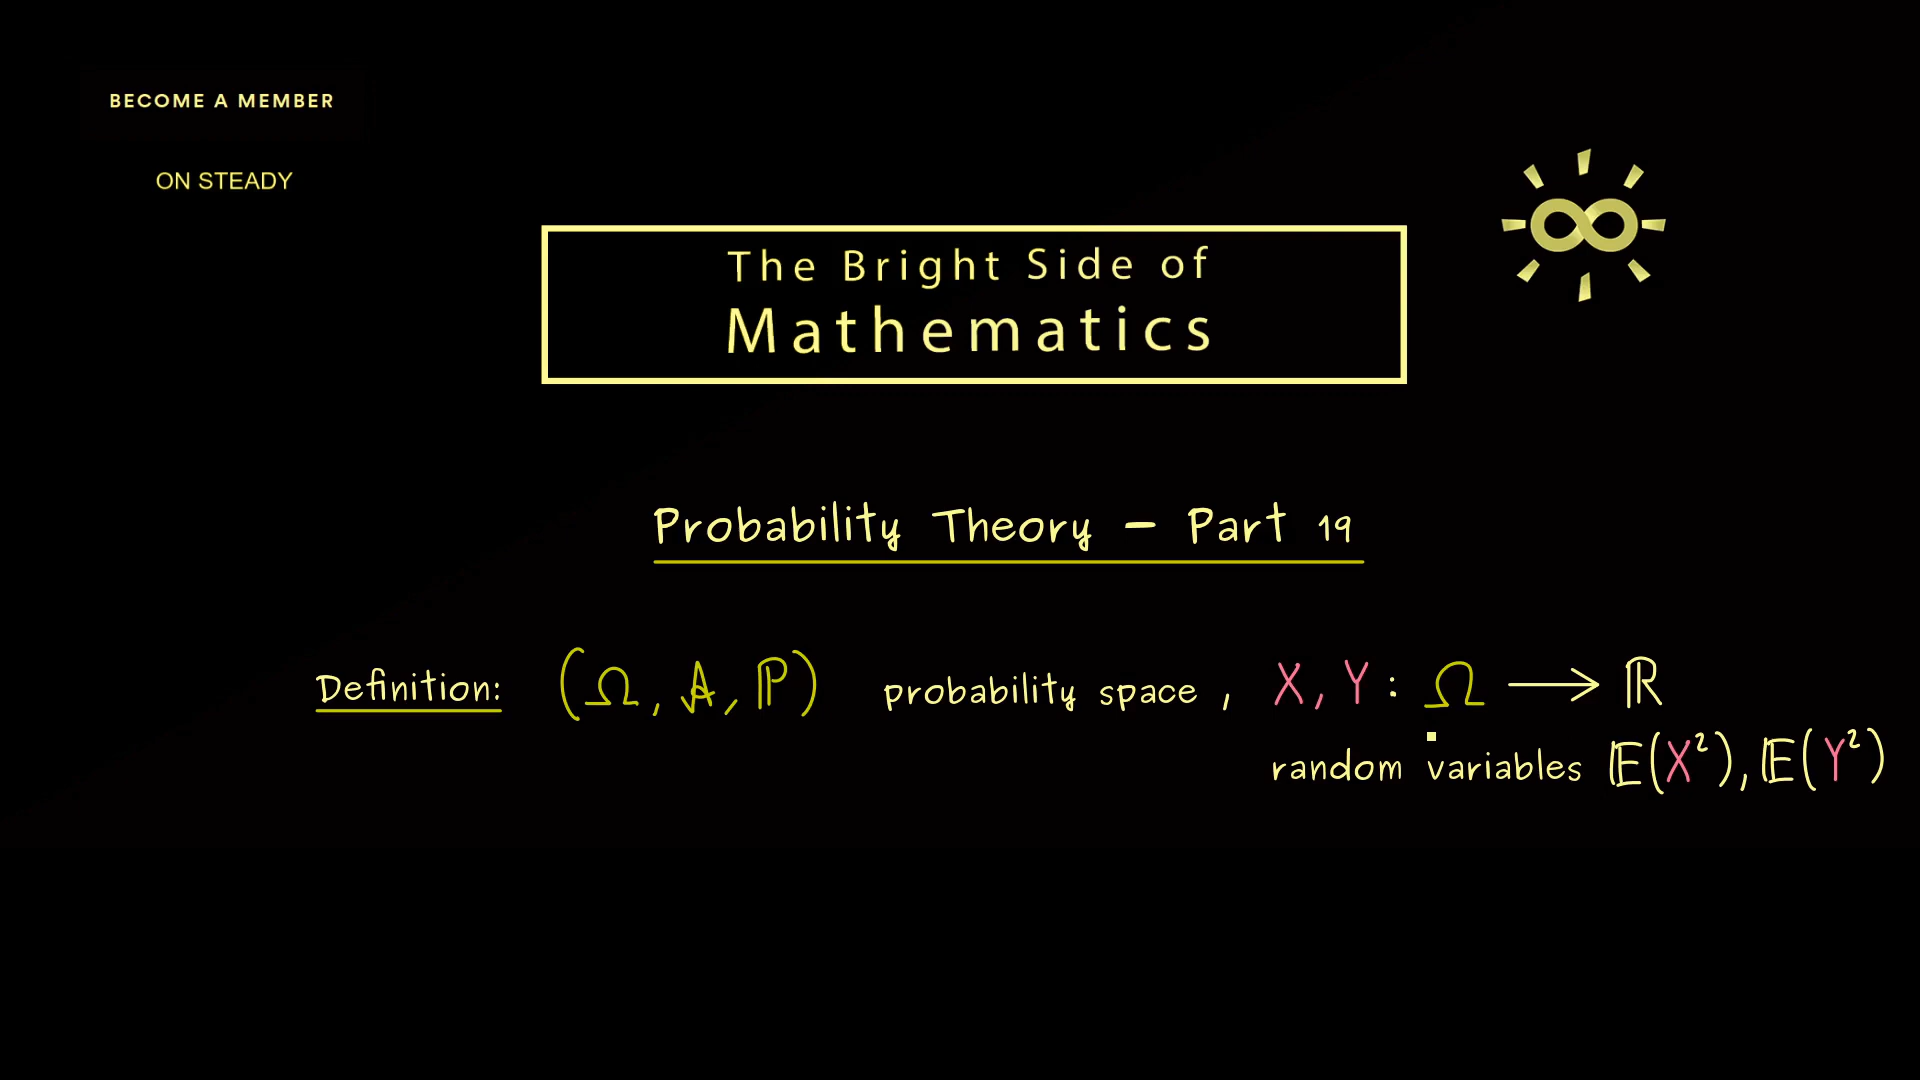 BECOME A MEMBER
ON STEADY
The Bright Side of
Mathematics
Probability Theory – Part 19
Definition: (Ω, 𝒜, ℙ) probability space, X, Y : Ω ⟶ ℝ
random variables 𝔼(X²), 𝔼(Y²)